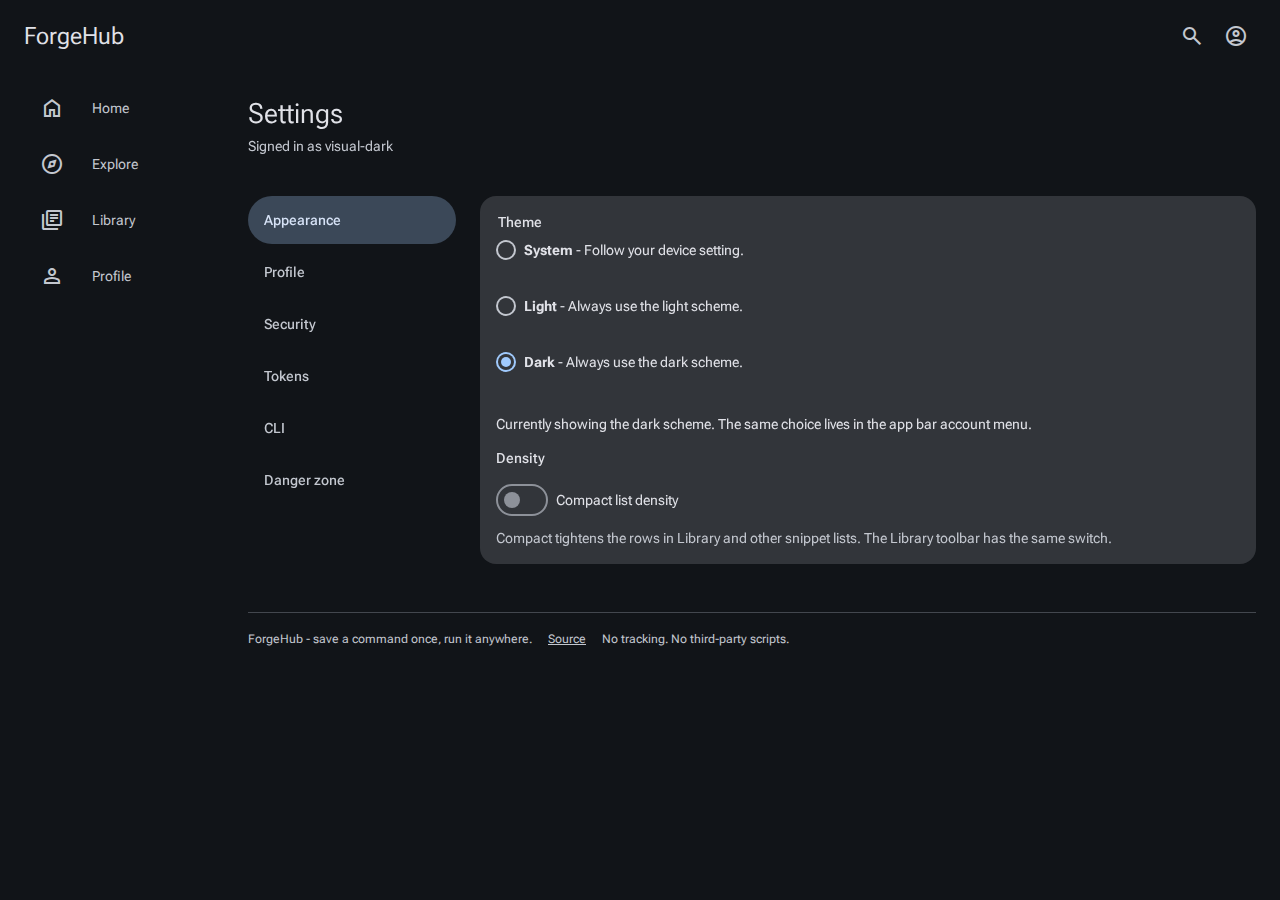 ForgeHub
Home
Explore
Library
Profile
Settings
Signed in as visual-dark
Appearance
Profile
Security
Tokens
CLI
Danger zone
Theme
System - Follow your device setting.
Light - Always use the light scheme.
Dark - Always use the dark scheme.
Currently showing the dark scheme. The same choice lives in the app bar account menu.
Density
Compact list density
Compact tightens the rows in Library and other snippet lists. The Library toolbar has the same switch.
ForgeHub - save a command once, run it anywhere. Source No tracking. No third-party scripts.